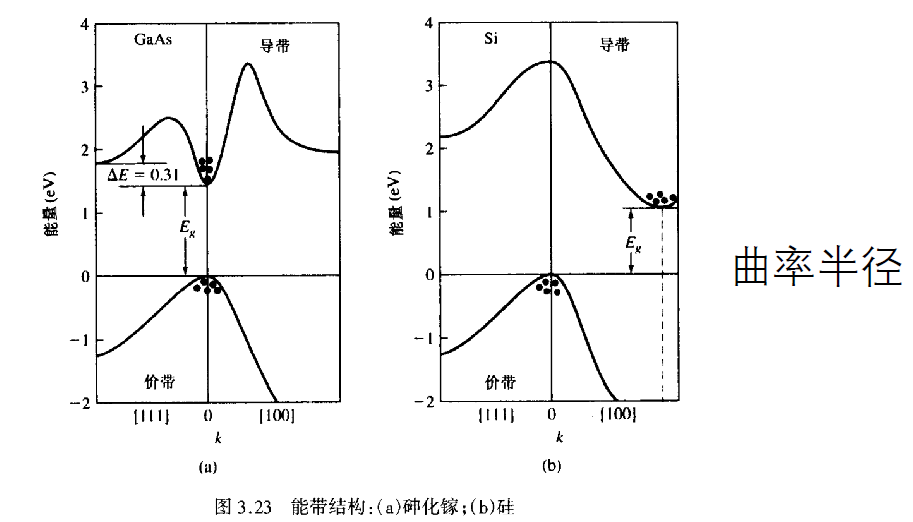 4
GaAs
导带
3
2
ΔE = 0.31
能量(eV)
1
Eg
0
-1
价带
-2
[111] 0 [100]
k
(a)
4
Si
导带
3
2
能量(eV)
1
Eg
0
-1
价带
-2
[111] 0 [100]
k
(b)
曲率半径
图 3.23 能带结构:(a)砷化镓;(b)硅